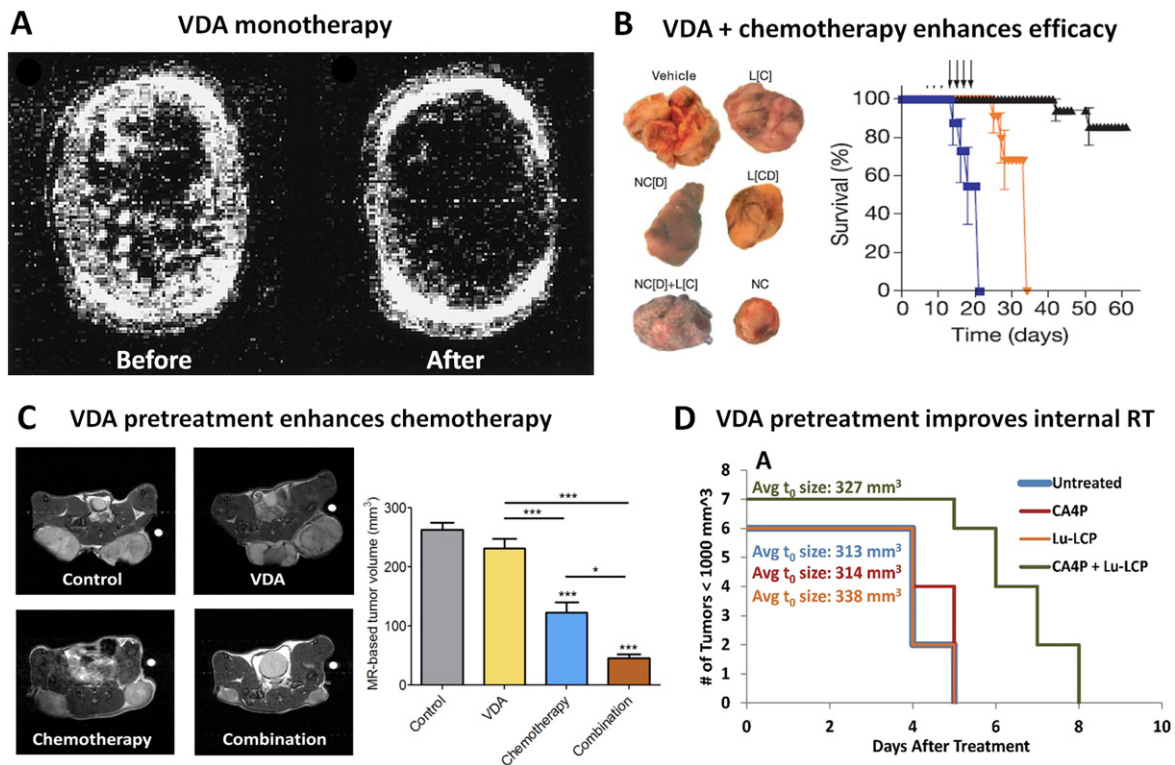 A VDA monotherapy
Before
After
B VDA + chemotherapy enhances efficacy
Vehicle
L[C]
NC[D]
L[CD]
NC[D]+L[C]
NC
100
80
60
40
20
0
Survival (%)
0 10 20 30 40 50 60
Time (days)
C VDA pretreatment enhances chemotherapy
Control
VDA
Chemotherapy
Combination
MR-based tumor volume (mm³)
300
200
100
0
***
***
*
***
***
Control
VDA
Chemotherapy
Combination
D VDA pretreatment improves internal RT
A
# of Tumors < 1000 mm^3
8
7
6
5
4
3
2
1
0
Avg t₀ size: 327 mm³
Avg t₀ size: 313 mm³
Avg t₀ size: 314 mm³
Avg t₀ size: 338 mm³
Untreated
CA4P
Lu-LCP
CA4P + Lu-LCP
0 2 4 6 8 10
Days After Treatment